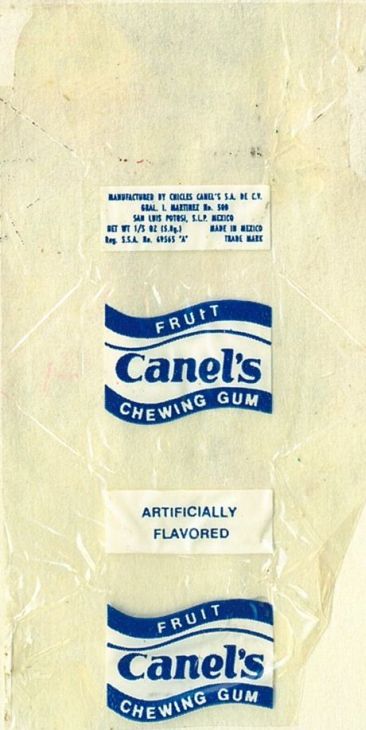 MANUFACTURED BY CHICLES CANEL'S S.A. DE C.V.
GRAL. I. MARTINEZ No. 500
SAN LUIS POTOSI, S.L.P. MEXICO
NET WT 1/5 OZ (5.8g.) MADE IN MEXICO
Reg. S.S.A. No. 69565 "A" TRADE MARK
FRUIT
Canel's
CHEWING GUM
ARTIFICIALLY
FLAVORED
FRUIT
Canel's
CHEWING GUM